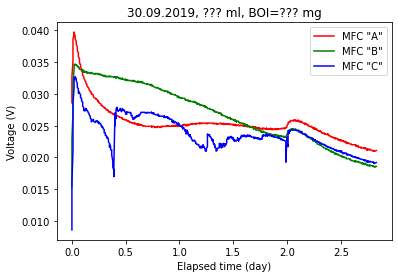 30.09.2019, ??? ml, BOI=??? mg
MFC "A"
MFC "B"
MFC "C"
Voltage (V)
0.040
0.035
0.030
0.025
0.020
0.015
0.010
0.0 0.5 1.0 1.5 2.0 2.5
Elapsed time (day)